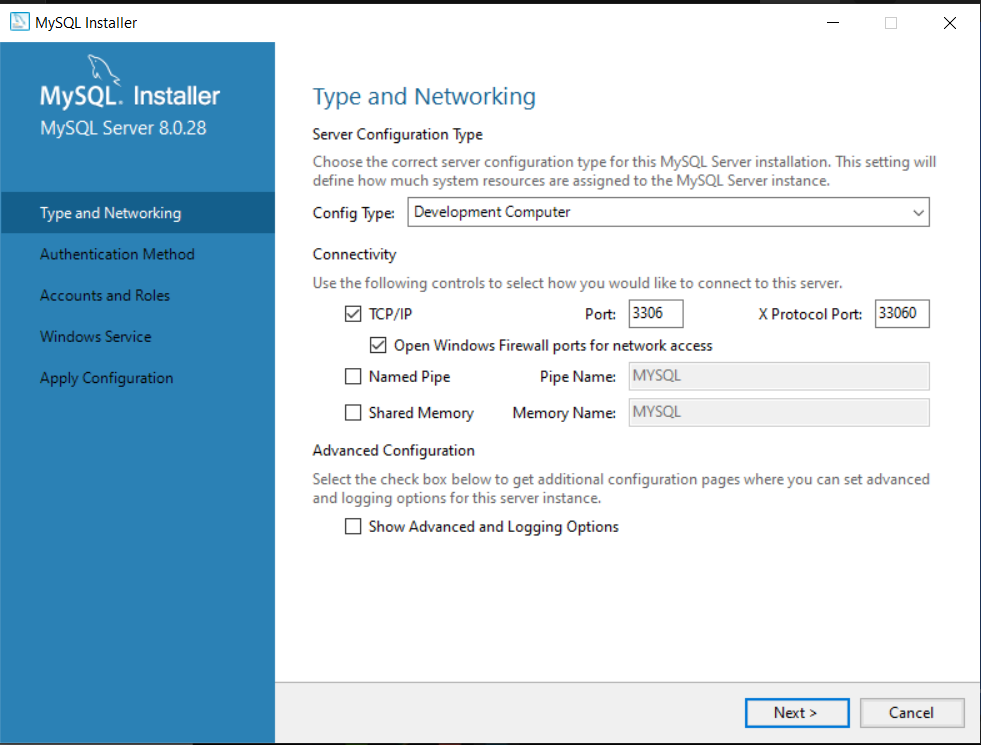 MySQL Installer
MySQL. Installer
MySQL Server 8.0.28
Type and Networking
Authentication Method
Accounts and Roles
Windows Service
Apply Configuration
Type and Networking
Server Configuration Type
Choose the correct server configuration type for this MySQL Server installation. This setting will
define how much system resources are assigned to the MySQL Server instance.
Config Type: Development Computer
Connectivity
Use the following controls to select how you would like to connect to this server.
TCP/IP Port: 3306 X Protocol Port: 33060
Open Windows Firewall ports for network access
Named Pipe Pipe Name: MYSQL
Shared Memory Memory Name: MYSQL
Advanced Configuration
Select the check box below to get additional configuration pages where you can set advanced
and logging options for this server instance.
Show Advanced and Logging Options
Next > Cancel